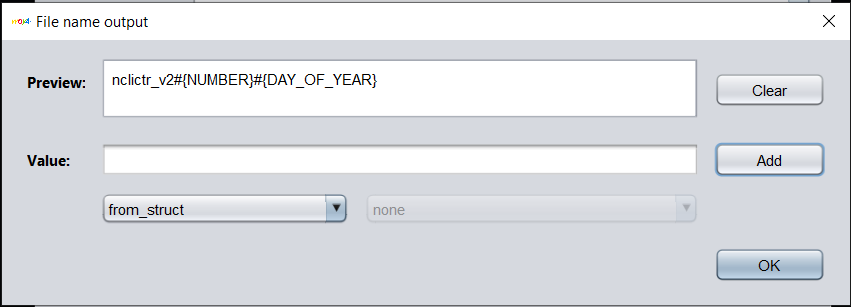 File name output
Preview:
nclictr_v2#{NUMBER}#{DAY_OF_YEAR}
Clear
Value:
Add
from_struct
none
OK